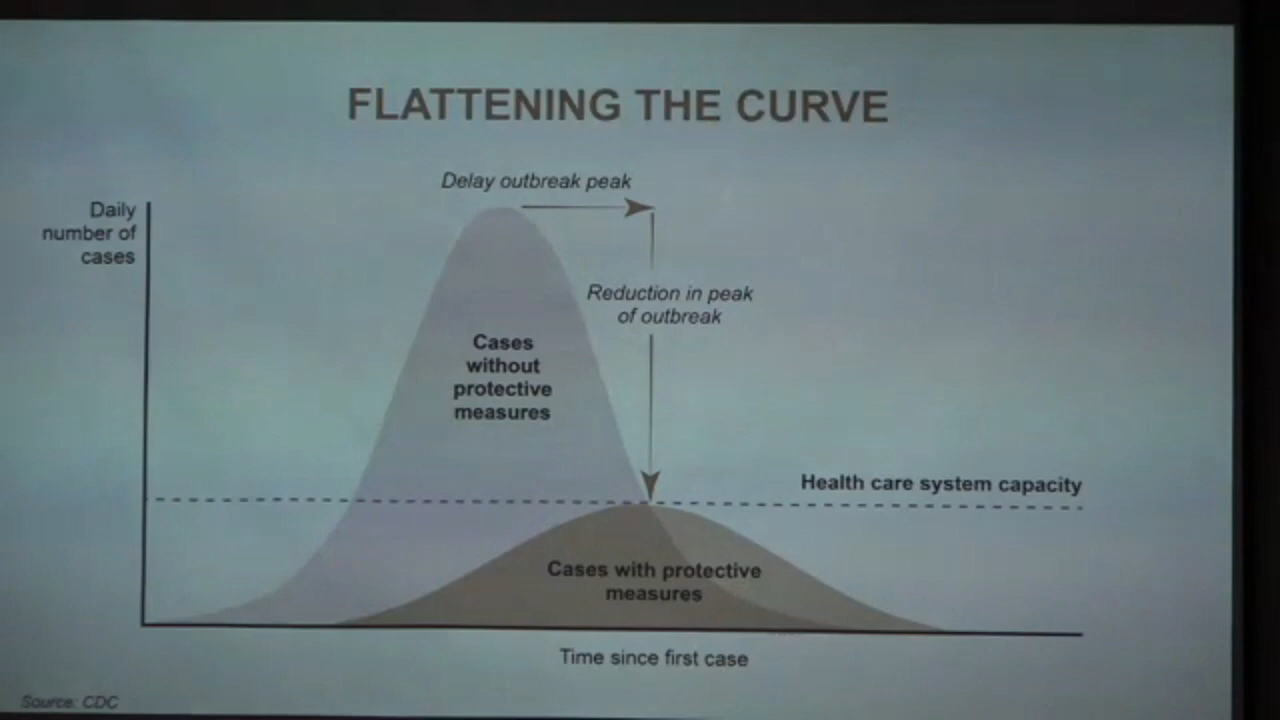 FLATTENING THE CURVE
Delay outbreak peak
Daily
number of
cases
Reduction in peak
of outbreak
Cases
without
protective
measures
Health care system capacity
Cases with protective
measures
Time since first case
Source: CDC